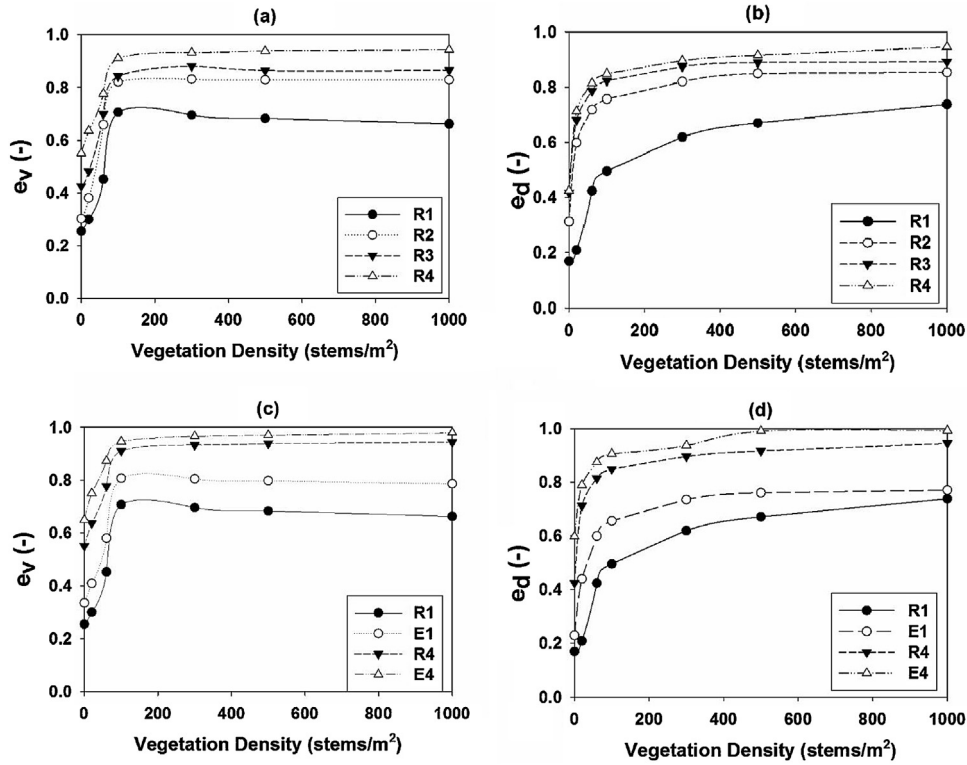 (a)
1.0
0.8
0.6
0.4
0.2
0.0
e_v (-)
R1
R2
R3
R4
0 200 400 600 800 1000
Vegetation Density (stems/m²)
(b)
1.0
0.8
0.6
0.4
0.2
0.0
e_d (-)
R1
R2
R3
R4
0 200 400 600 800 1000
Vegetation Density (stems/m²)
(c)
1.0
0.8
0.6
0.4
0.2
0.0
e_v (-)
R1
E1
R4
E4
0 200 400 600 800 1000
Vegetation Density (stems/m²)
(d)
1.0
0.8
0.6
0.4
0.2
0.0
e_d (-)
R1
E1
R4
E4
0 200 400 600 800 1000
Vegetation Density (stems/m²)